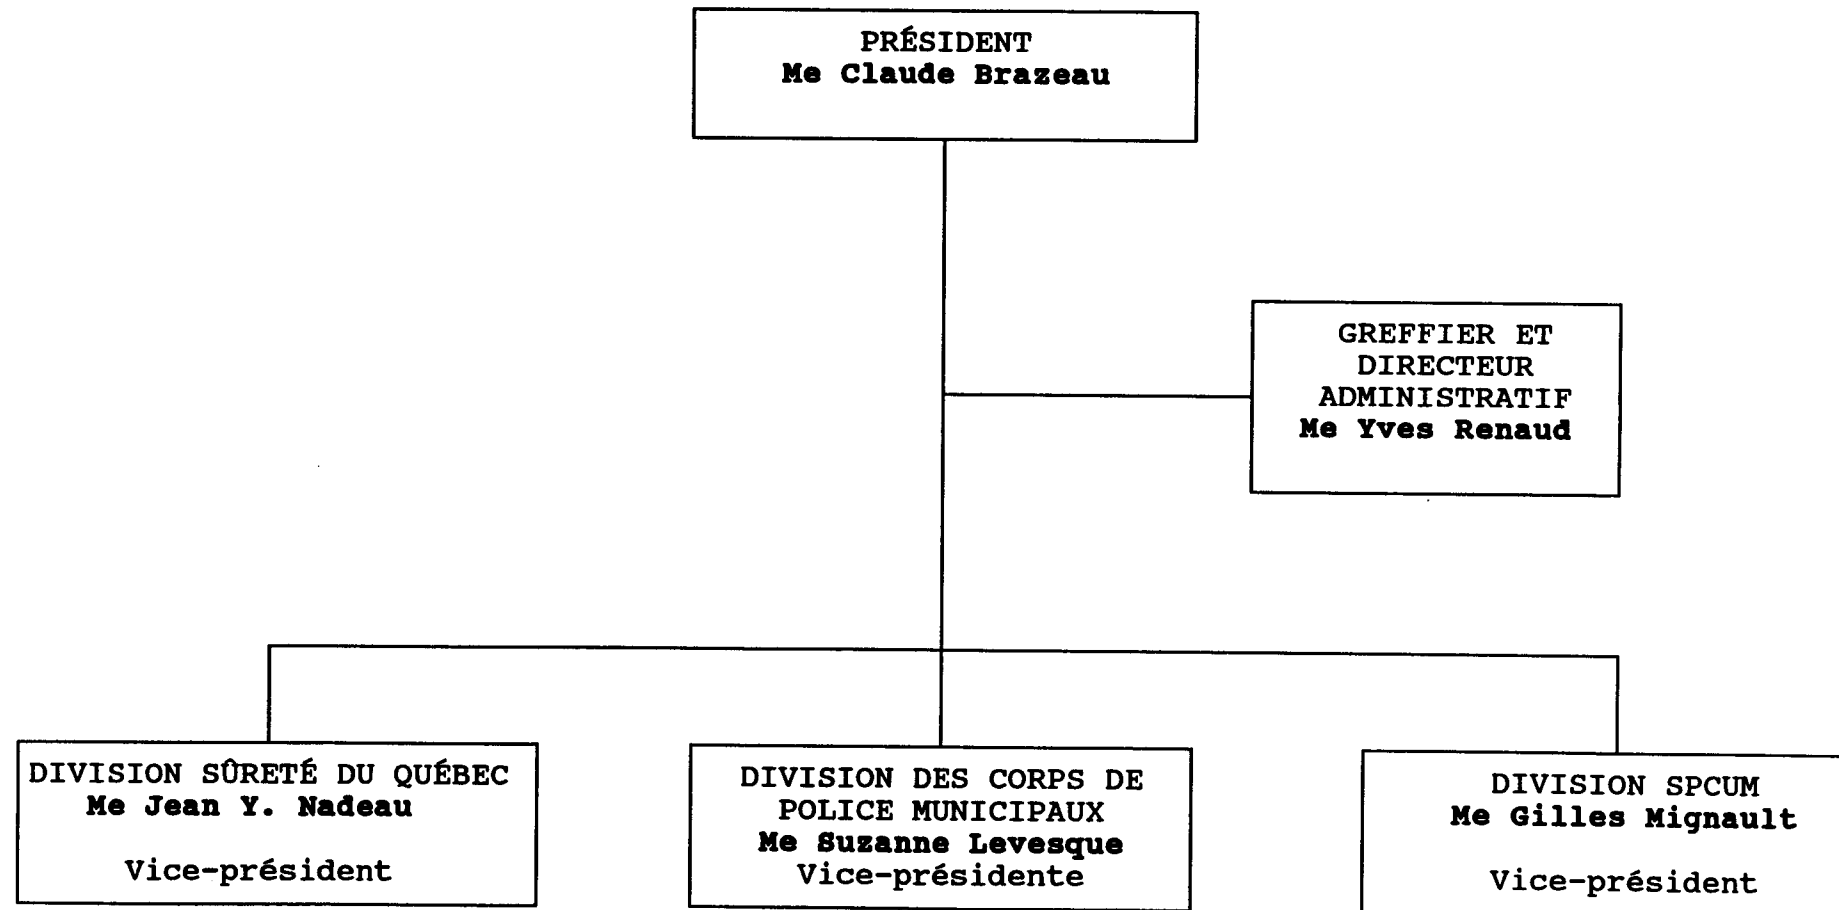 PRÉSIDENT
Me Claude Brazeau
GREFFIER ET
DIRECTEUR
ADMINISTRATIF
Me Yves Renaud
DIVISION SÛRETÉ DU QUÉBEC
Me Jean Y. Nadeau
Vice-président
DIVISION DES CORPS DE
POLICE MUNICIPAUX
Me Suzanne Levesque
Vice-présidente
DIVISION SPCUM
Me Gilles Mignault
Vice-président